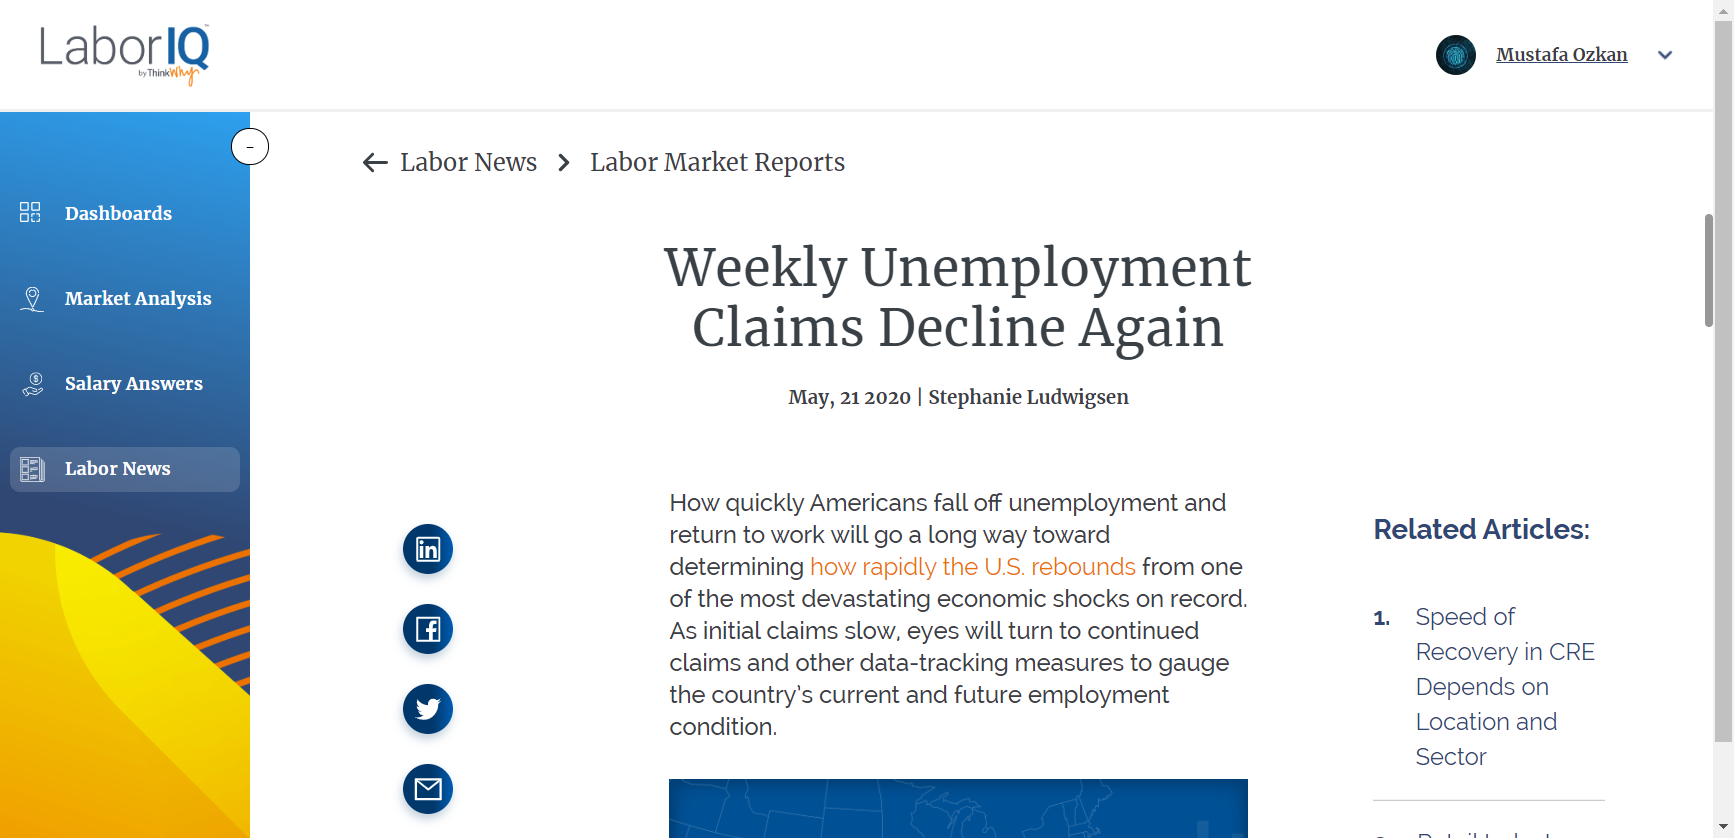 LaborIQ
by ThinkWhy
Mustafa Ozkan
-
Dashboards
Market Analysis
Salary Answers
Labor News
Labor News
Labor Market Reports
Weekly Unemployment
Claims Decline Again
May, 21 2020 | Stephanie Ludwigsen
How quickly Americans fall off unemployment and
return to work will go a long way toward
determining how rapidly the U.S. rebounds from one
of the most devastating economic shocks on record.
As initial claims slow, eyes will turn to continued
claims and other data-tracking measures to gauge
the country’s current and future employment
condition.
Related Articles:
1. Speed of
Recovery in CRE
Depends on
Location and
Sector